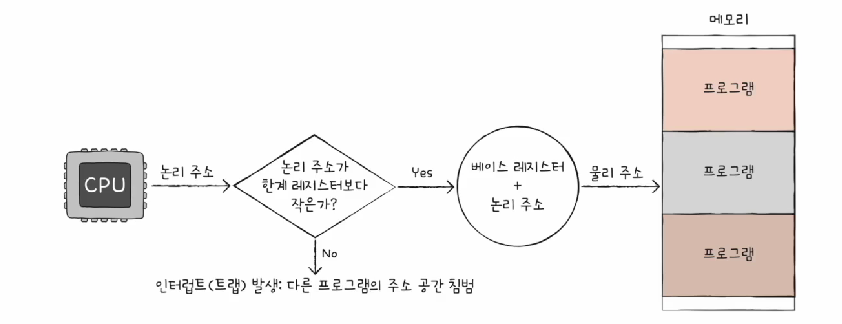 메모리
프로그램
CPU
논리 주소
논리 주소가
한계 레지스터보다
작은가?
Yes
베이스 레지스터
+
논리 주소
물리 주소
프로그램
No
프로그램
인터럽트(트랩) 발생: 다른 프로그램의 주소 공간 침범